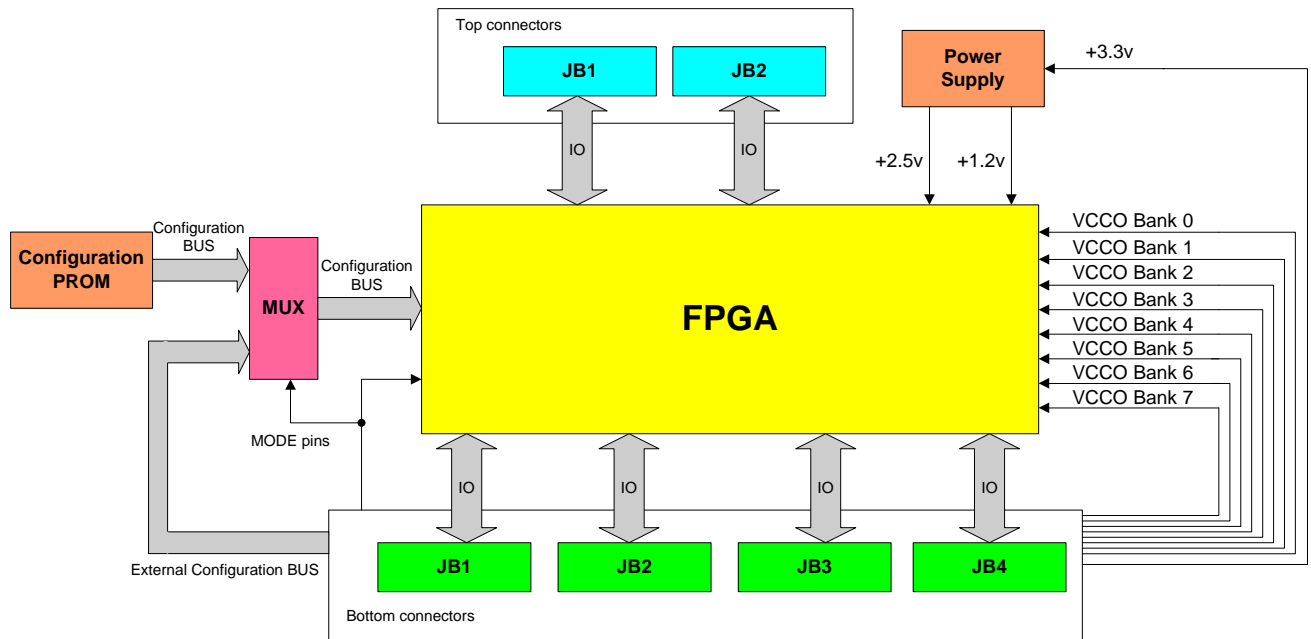 Top connectors
JB1
JB2
IO
IO
Power
Supply
+3.3v
+2.5v
+1.2v
Configuration
PROM
Configuration
BUS
MUX
Configuration
BUS
FPGA
VCCO Bank 0
VCCO Bank 1
VCCO Bank 2
VCCO Bank 3
VCCO Bank 4
VCCO Bank 5
VCCO Bank 6
VCCO Bank 7
MODE pins
IO
IO
IO
IO
External Configuration BUS
JB1
JB2
JB3
JB4
Bottom connectors